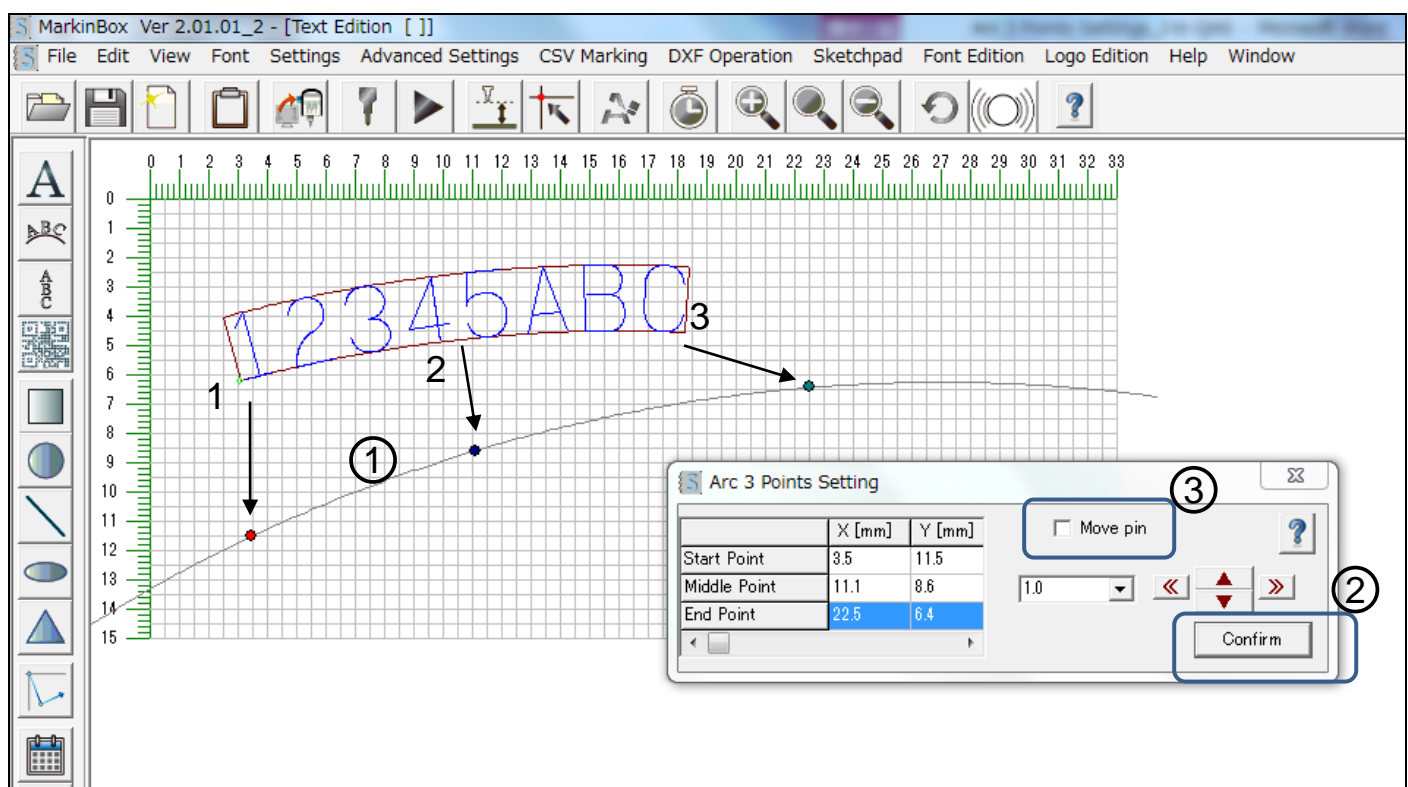 MarkinBox Ver 2.01.01_2 - [Text Edition [ ]]
File Edit View Font Settings Advanced Settings CSV Marking DXF Operation Sketchpad Font Edition Logo Edition Help Window
?
A
ABC
ABC
0 1 2 3 4 5 6 7 8 9 10 11 12 13 14 15 16 17 18 19 20 21 22 23 24 25 26 27 28 29 30 31 32 33
0
1
2
3
4
5
6
7
8
9
10
11
12
13
14
15
12345ABC
1
2
3
①
Arc 3 Points Setting
③
X [mm] Y [mm]
Start Point 3.5 11.5
Middle Point 11.1 8.6
End Point 22.5 6.4
Move pin
?
1.0
②
Confirm